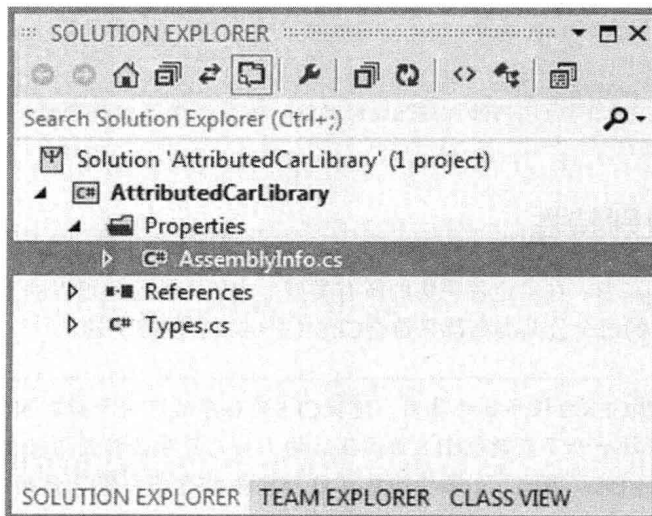 SOLUTION EXPLORER
Search Solution Explorer (Ctrl+;)
Solution 'AttributedCarLibrary' (1 project)
C# AttributedCarLibrary
Properties
C# AssemblyInfo.cs
References
C# Types.cs
SOLUTION EXPLORER TEAM EXPLORER CLASS VIEW